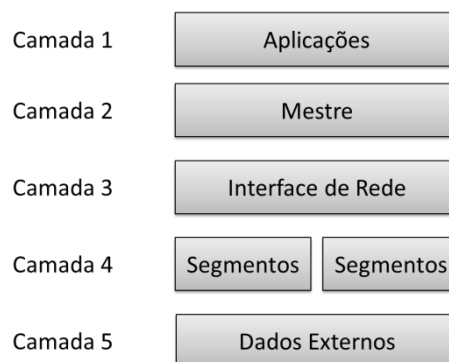 Camada 1 Aplicações
Camada 2 Mestre
Camada 3 Interface de Rede
Camada 4 Segmentos Segmentos
Camada 5 Dados Externos